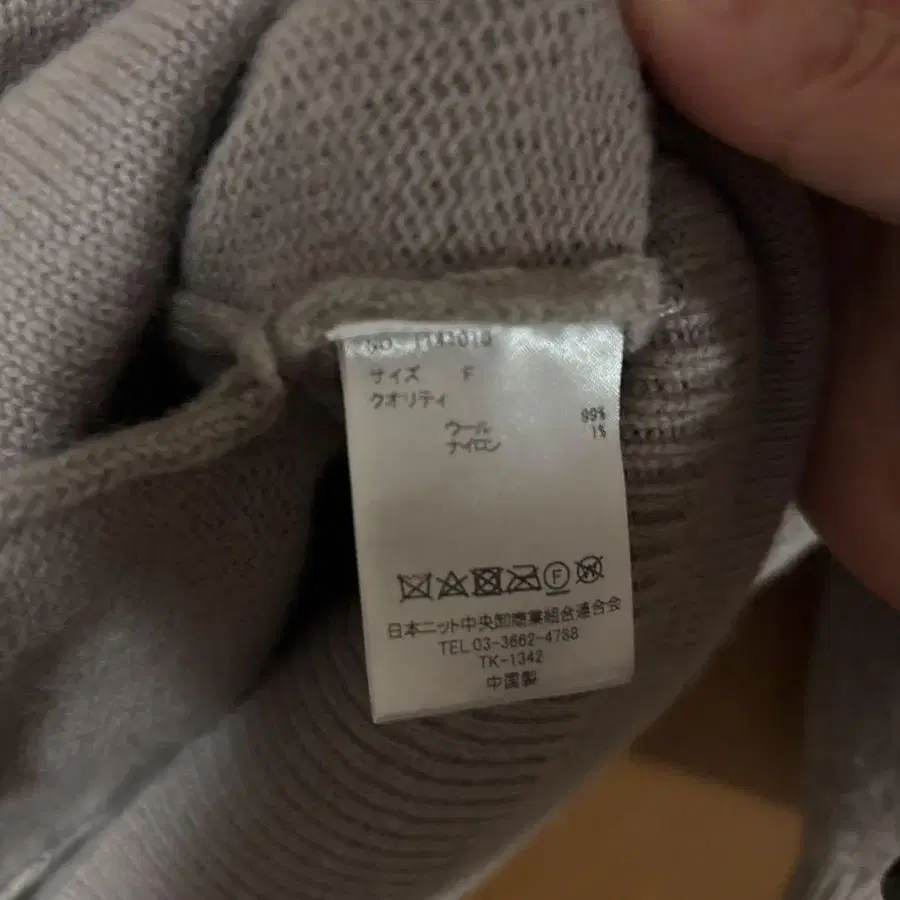 NO.
サイズ F
クオリティ
ウール 99%
ナイロン 1%
F W
日本ニット中央卸商業組合連合会
TEL 03-3662-4788
TK-1342
中国製